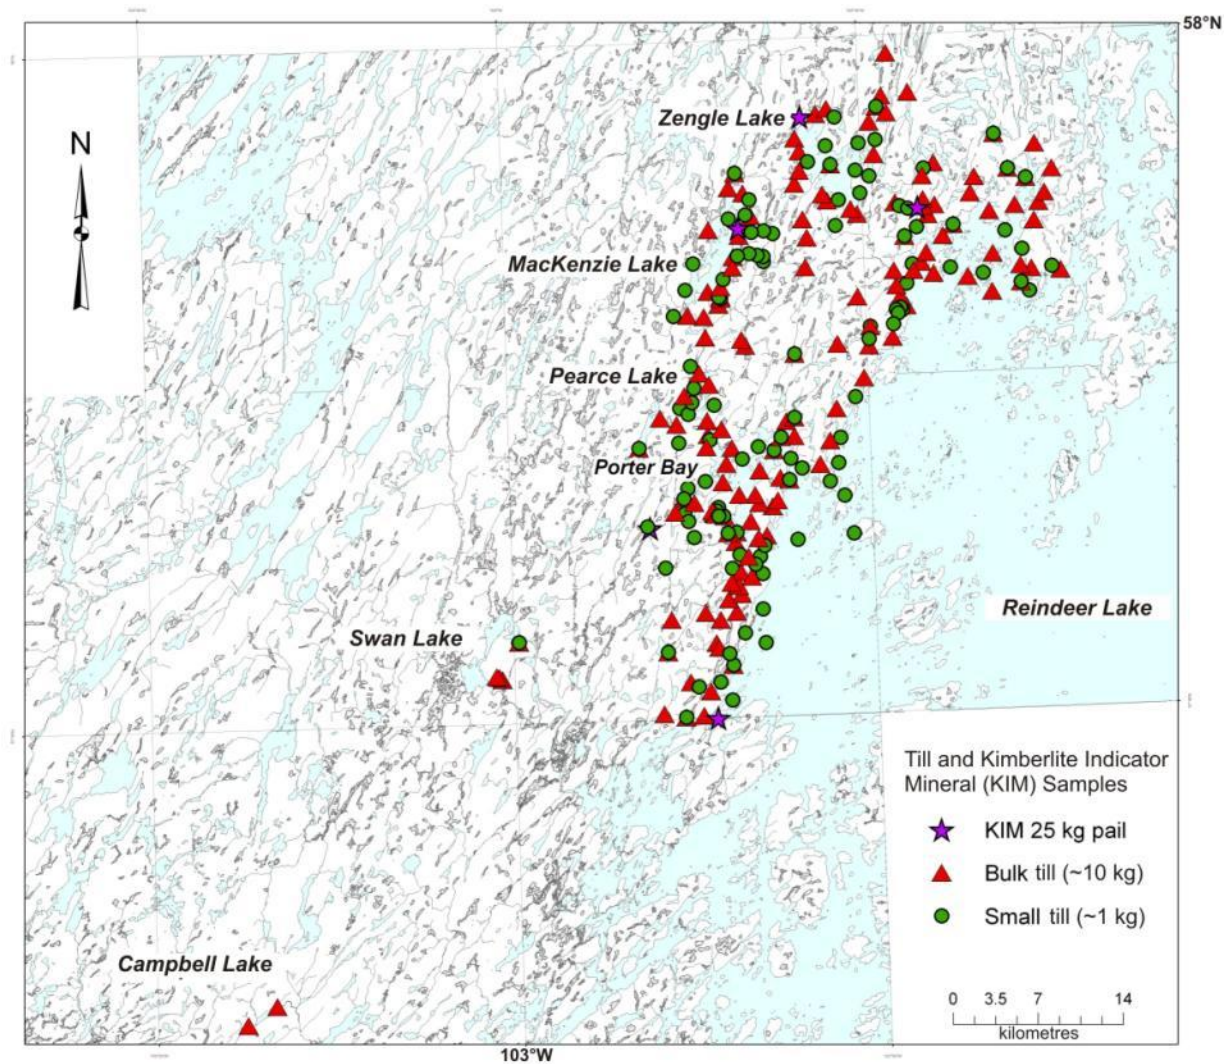 58°N
Zengle Lake
N
MacKenzie Lake
Pearce Lake
Porter Bay
Reindeer Lake
Swan Lake
Till and Kimberlite Indicator
Mineral (KIM) Samples
KIM 25 kg pail
Bulk till (~10 kg)
Small till (~1 kg)
Campbell Lake
0 3.5 7 14
kilometres
103°W